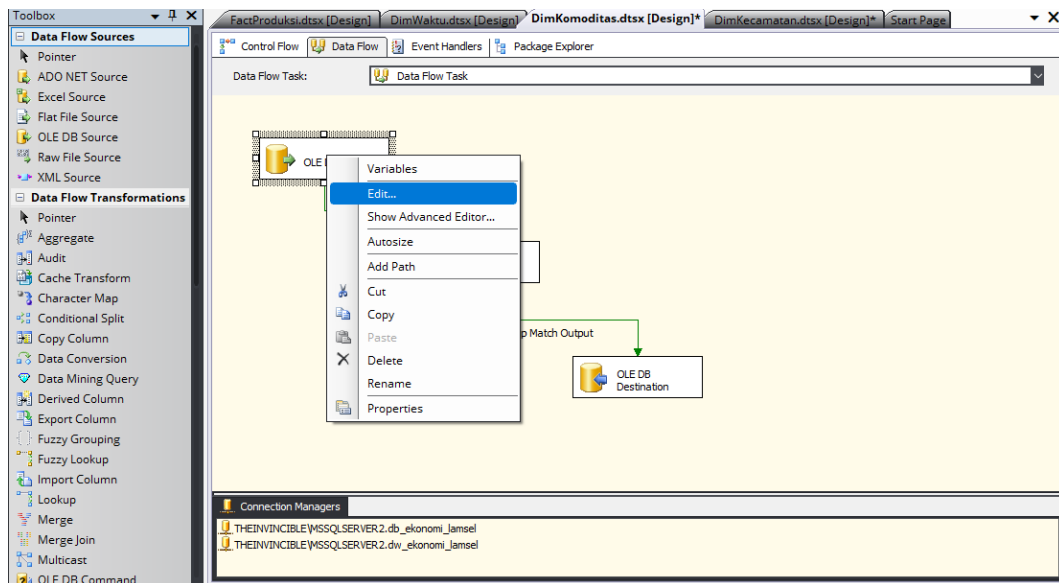 Toolbox
FactProduksi.dtsx [Design]
DimWaktu.dtsx [Design]
DimKomoditas.dtsx [Design]*
DimKecamatan.dtsx [Design]*
Start Page
Data Flow Sources
Pointer
ADO NET Source
Excel Source
Flat File Source
OLE DB Source
Raw File Source
XML Source
Data Flow Transformations
Pointer
Aggregate
Audit
Cache Transform
Character Map
Conditional Split
Copy Column
Data Conversion
Data Mining Query
Derived Column
Export Column
Fuzzy Grouping
Fuzzy Lookup
Import Column
Lookup
Merge
Merge Join
Multicast
OLE DB Command
Control Flow
Data Flow
Event Handlers
Package Explorer
Data Flow Task:
Data Flow Task
OLE
Variables
Edit...
Show Advanced Editor...
Autosize
Add Path
Cut
Copy
Paste
Delete
Rename
Properties
p Match Output
OLE DB
Destination
Connection Managers
THEINVINCIBLE\MSSQLSERVER2.db_ekonomi_lamsel
THEINVINCIBLE\MSSQLSERVER2.dw_ekonomi_lamsel